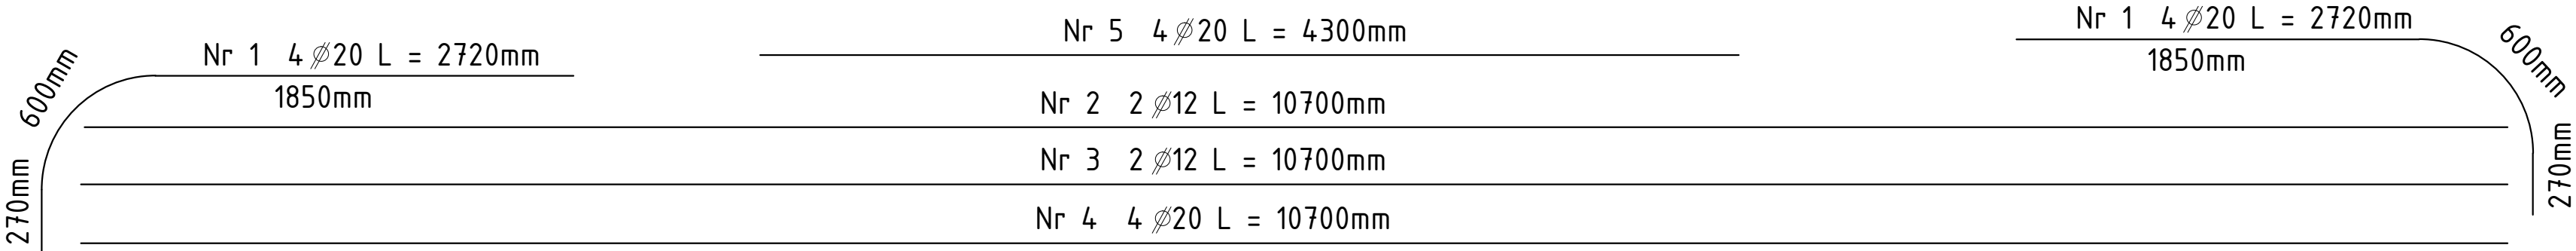 Nr 1 4⌀20 L = 2720mm
600mm
1850mm
270mm
Nr 5 4⌀20 L = 4300mm
Nr 2 2⌀12 L = 10700mm
Nr 3 2⌀12 L = 10700mm
Nr 4 4⌀20 L = 10700mm
Nr 1 4⌀20 L = 2720mm
1850mm
600mm
270mm